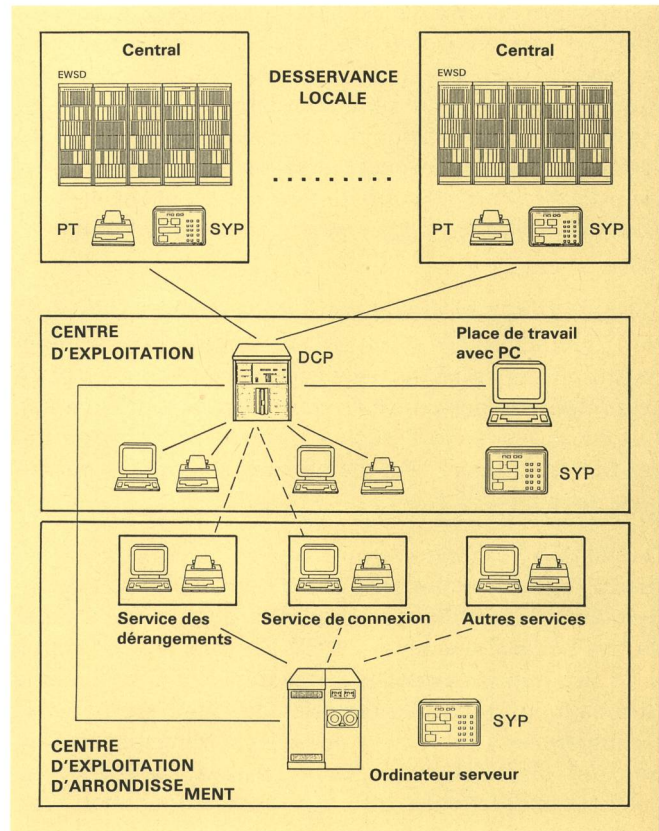 Central
EWSD
PT
SYP
DESSERVANCE
LOCALE
Central
EWSD
PT
SYP
CENTRE
D'EXPLOITATION
DCP
Place de travail
avec PC
SYP
Service des
dérangements
Service de connexion
Autres services
SYP
Ordinateur serveur
CENTRE
D'EXPLOITATION
D'ARRONDISSEMENT